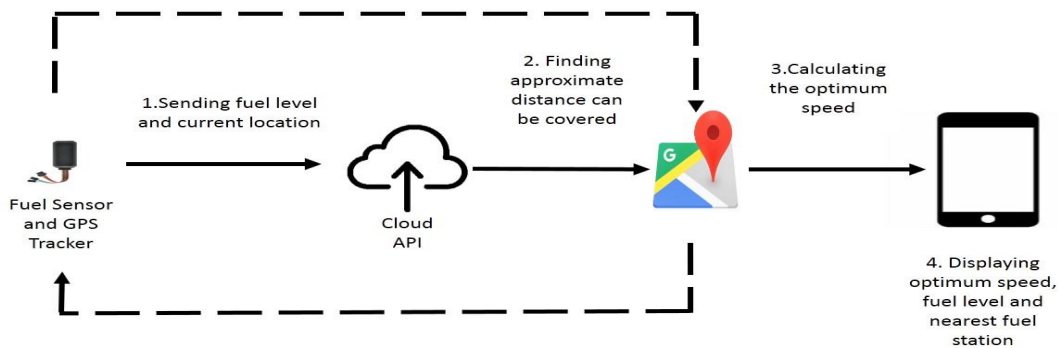 1.Sending fuel level
and current location
2. Finding
approximate
distance can
be covered
3.Calculating
the optimum
speed
Fuel Sensor
and GPS
Tracker
Cloud
API
G
4. Displaying
optimum speed,
fuel level and
nearest fuel
station